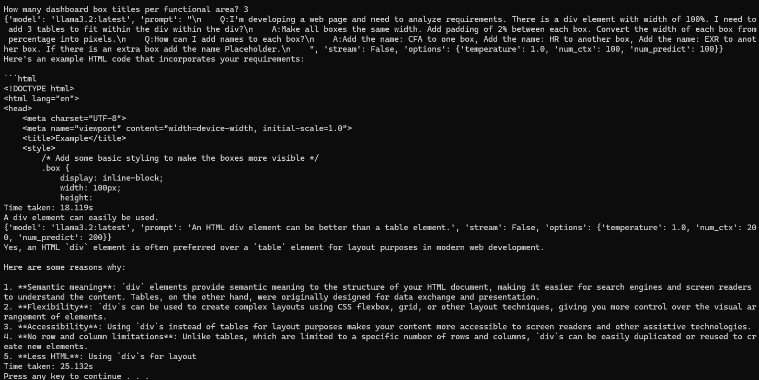 How many dashboard box titles per functional area? 3
{'model': 'llama3.2:latest', 'prompt': "\n    Q:I'm developing a web page and need to analyze requirements. There is a div element with width of 100%. I need to
 add 3 tables to fit within the div within the div?\n    A:Make all boxes the same width. Add padding of 2% between each box. Convert the width of each box from
 percentage into pixels.\n    Q:How can I add names to each box?\n    A:Add the name: CFA to one box, Add the name: HR to another box, Add the name: EXR to anot
her box. If there is an extra box add the name Placeholder.\n    ", 'stream': False, 'options': {'temperature': 1.0, 'num_ctx': 100, 'num_predict': 100}}
Here's an example HTML code that incorporates your requirements:

```html
<!DOCTYPE html>
<html lang="en">
<head>
    <meta charset="UTF-8">
    <meta name="viewport" content="width=device-width, initial-scale=1.0">
    <title>Example</title>
    <style>
        /* Add some basic styling to make the boxes more visible */
        .box {
            display: inline-block;
            width: 100px;
            height:
Time taken: 18.119s
A div element can easily be used.
{'model': 'llama3.2:latest', 'prompt': 'An HTML div element can be better than a table element.', 'stream': False, 'options': {'temperature': 1.0, 'num_ctx': 20
0, 'num_predict': 200}}
Yes, an HTML `div` element is often preferred over a `table` element for layout purposes in modern web development.

Here are some reasons why:

1. **Semantic meaning**: `div` elements provide semantic meaning to the structure of your HTML document, making it easier for search engines and screen readers
to understand the content. Tables, on the other hand, were originally designed for data exchange and presentation.
2. **Flexibility**: `div`s can be used to create complex layouts using CSS flexbox, grid, or other layout techniques, giving you more control over the visual ar
rangement of elements.
3. **Accessibility**: Using `div`s instead of tables for layout purposes makes your content more accessible to screen readers and other assistive technologies.
4. **No row and column limitations**: Unlike tables, which are limited to a specific number of rows and columns, `div`s can be easily duplicated or reused to cr
eate new elements.
5. **Less HTML**: Using `div`s for layout
Time taken: 25.132s
Press any key to continue . . .